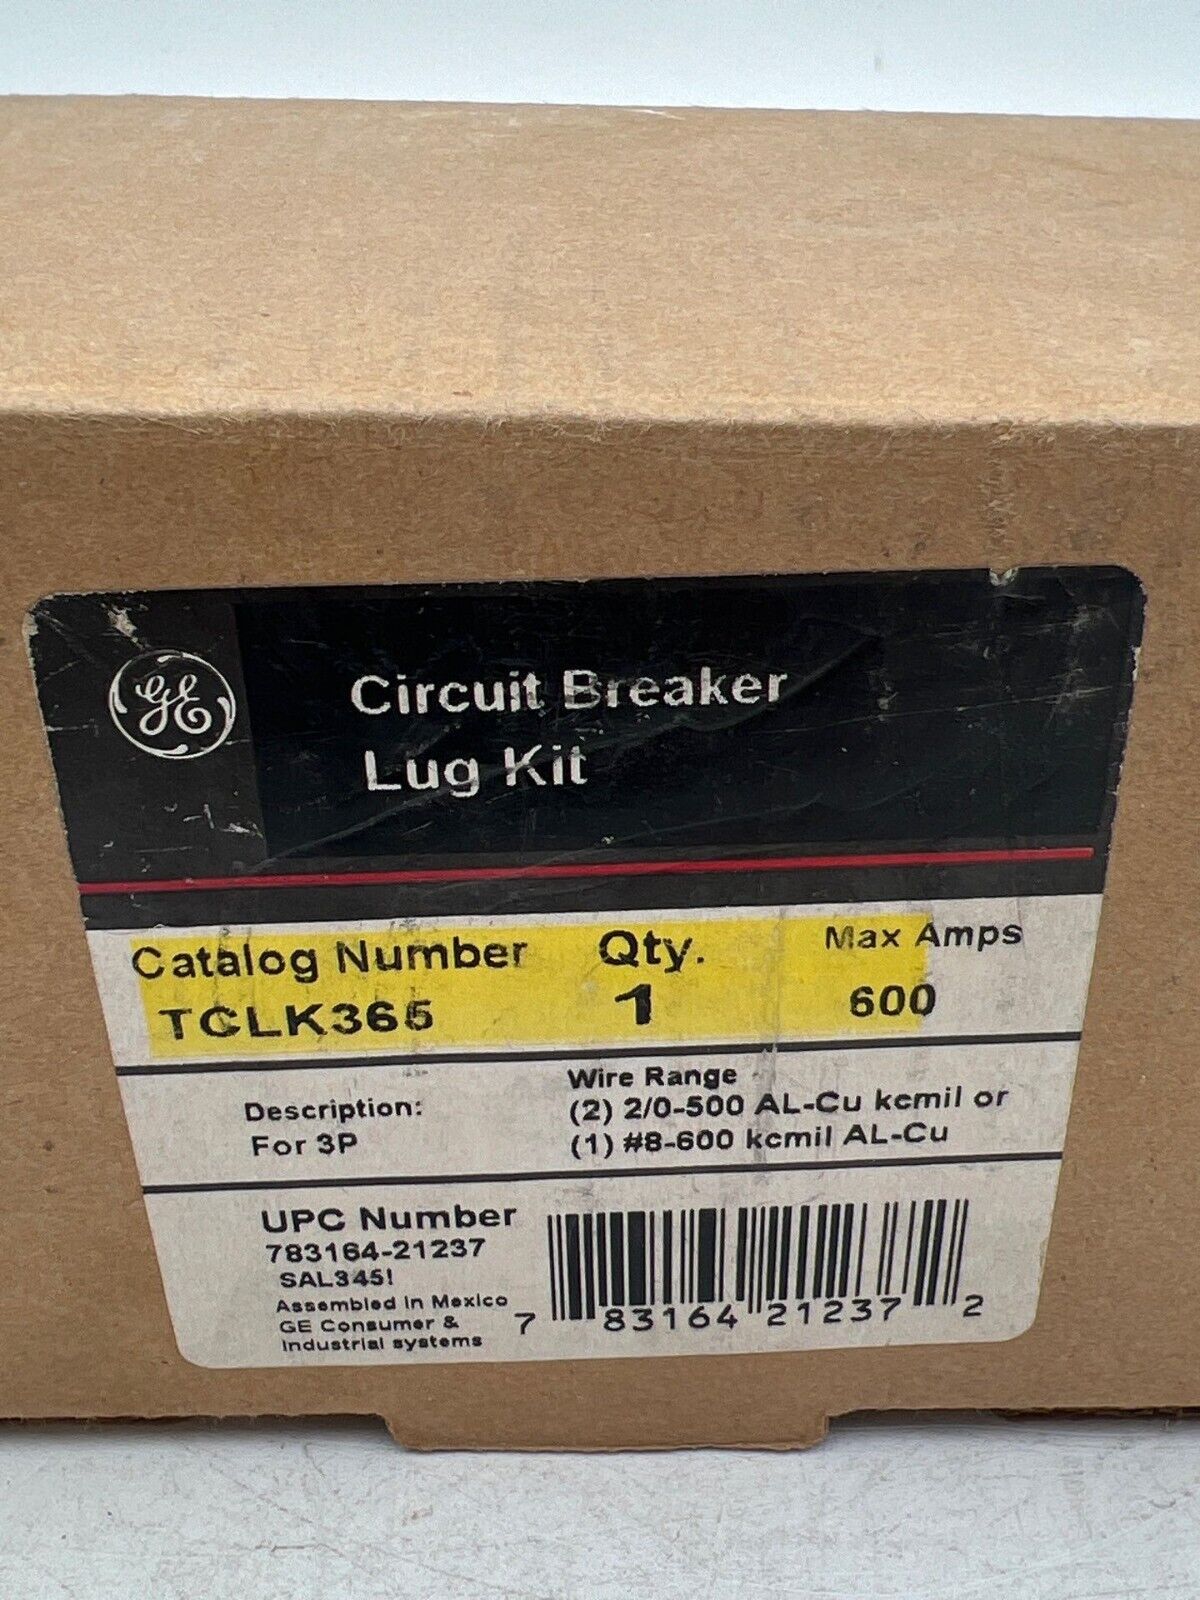 GE
Circuit Breaker
Lug Kit
Catalog Number Qty. Max Amps
TCLK365 1 600
Wire Range
Description: (2) 2/0-500 AL-Cu kcmil or
For 3P (1) #8-600 kcmil AL-Cu
UPC Number
783164-21237
SAL345I
Assembled in Mexico
GE Consumer &
Industrial systems
7 83164 21237 2